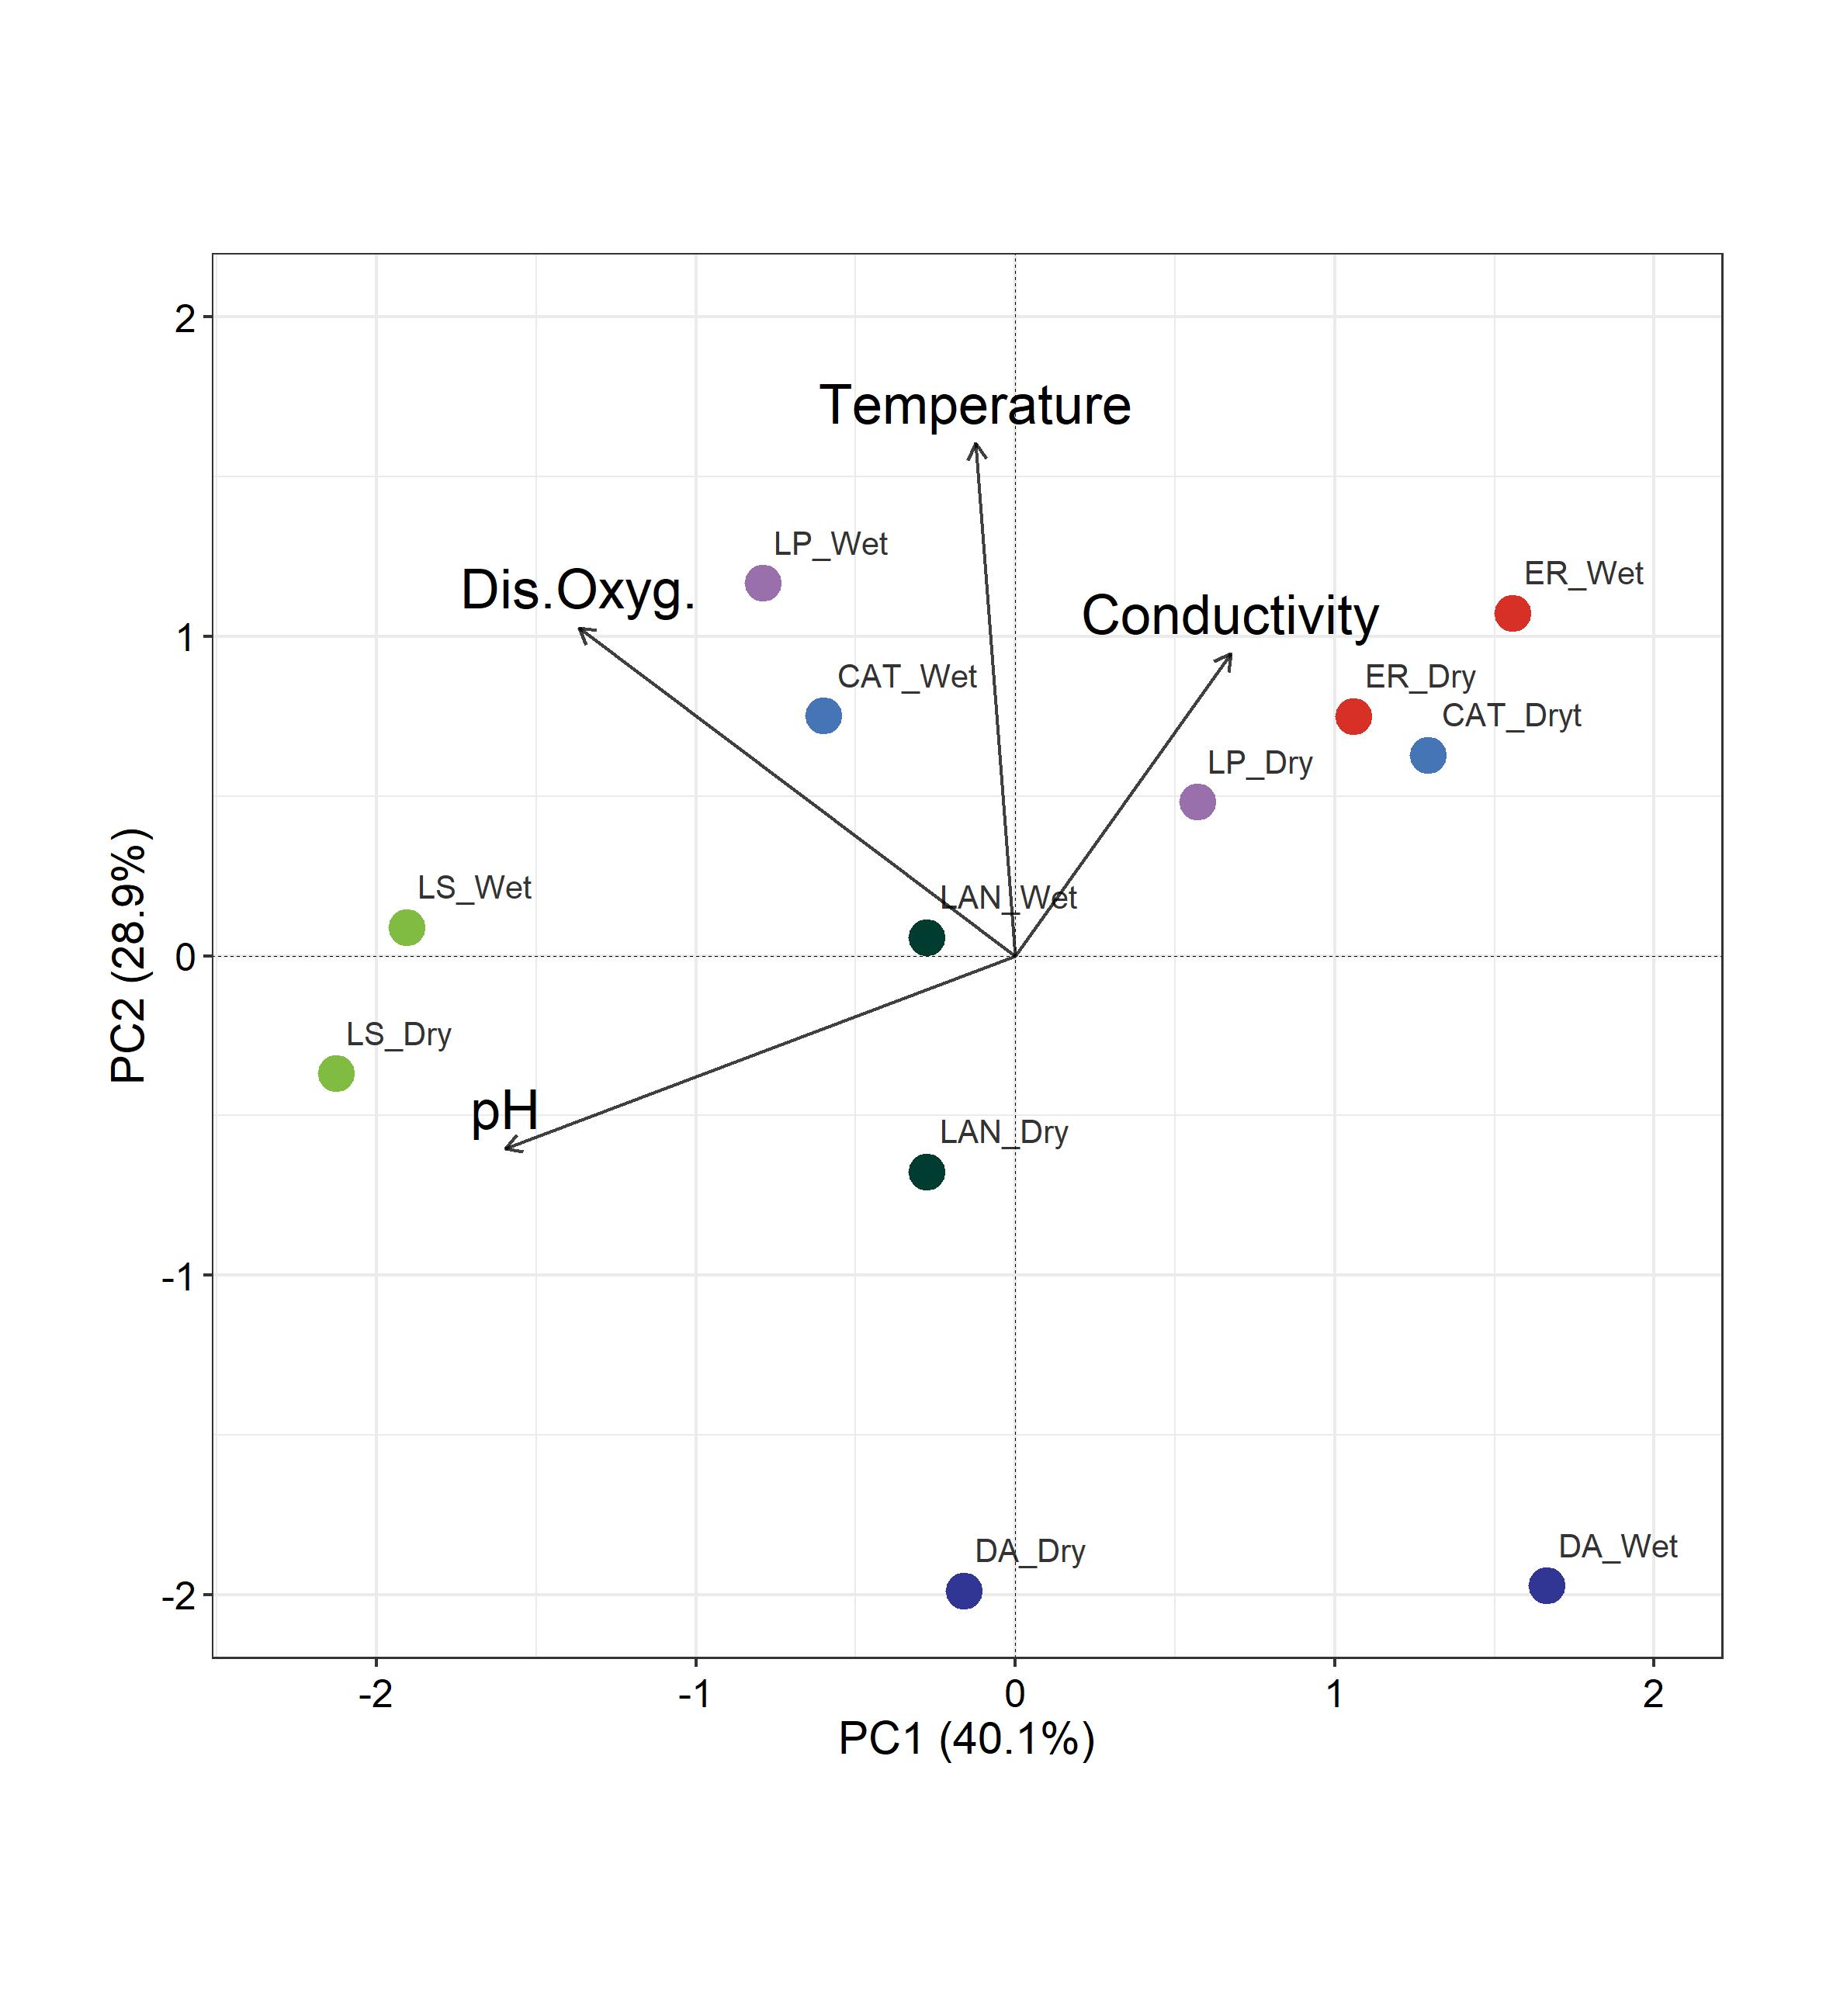 2
Temperature
LP_Wet
Dis.Oxyg.
ER_Wet
Conductivity
1
CAT_Wet
ER_Dry
CAT_Dryt
LP_Dry
LS_Wet
LAN_Wet
PC2 (28.9%)
0
LS_Dry
pH
LAN_Dry
-1
DA_Dry
DA_Wet
-2
-2 -1 0 1 2
PC1 (40.1%)